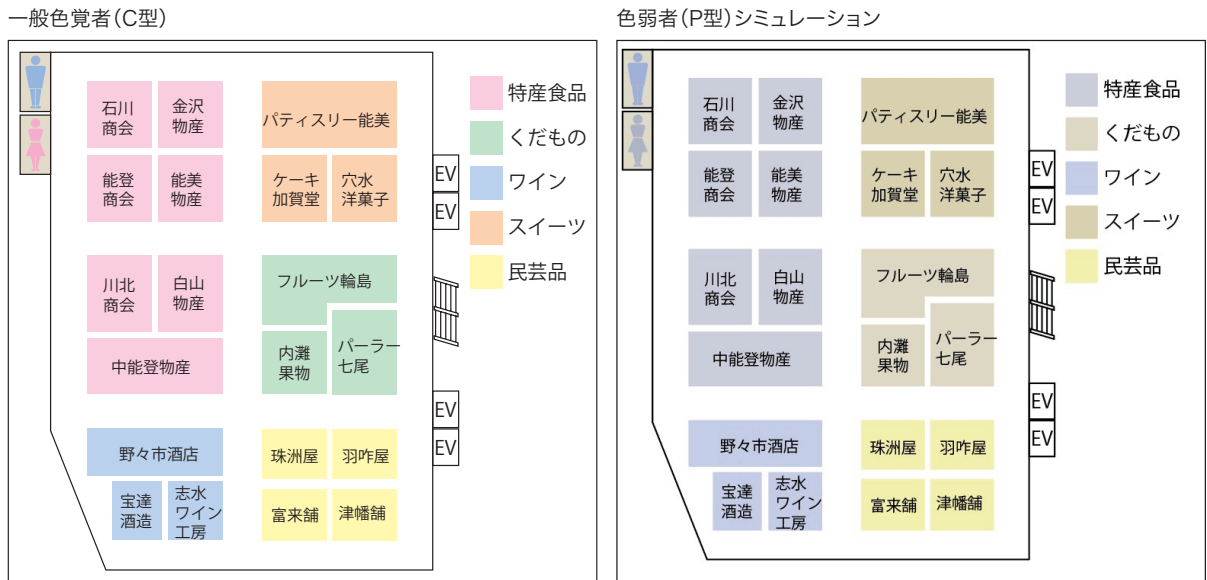 一般色覚者(C型)
石川
商会
金沢
物産
パティスリー能美
能登
商会
能美
物産
ケーキ
加賀堂
穴水
洋菓子
川北
商会
白山
物産
フルーツ輪島
中能登物産
内灘
果物
パーラー
七尾
野々市酒店
珠洲屋
羽咋屋
宝達
酒造
志水
ワイン
工房
富来舗
津幡舗
EV
EV
EV
EV
特産食品
くだもの
ワイン
スイーツ
民芸品
色弱者(P型)シミュレーション
石川
商会
金沢
物産
パティスリー能美
能登
商会
能美
物産
ケーキ
加賀堂
穴水
洋菓子
川北
商会
白山
物産
フルーツ輪島
中能登物産
内灘
果物
パーラー
七尾
野々市酒店
珠洲屋
羽咋屋
宝達
酒造
志水
ワイン
工房
富来舗
津幡舗
EV
EV
EV
EV
特産食品
くだもの
ワイン
スイーツ
民芸品